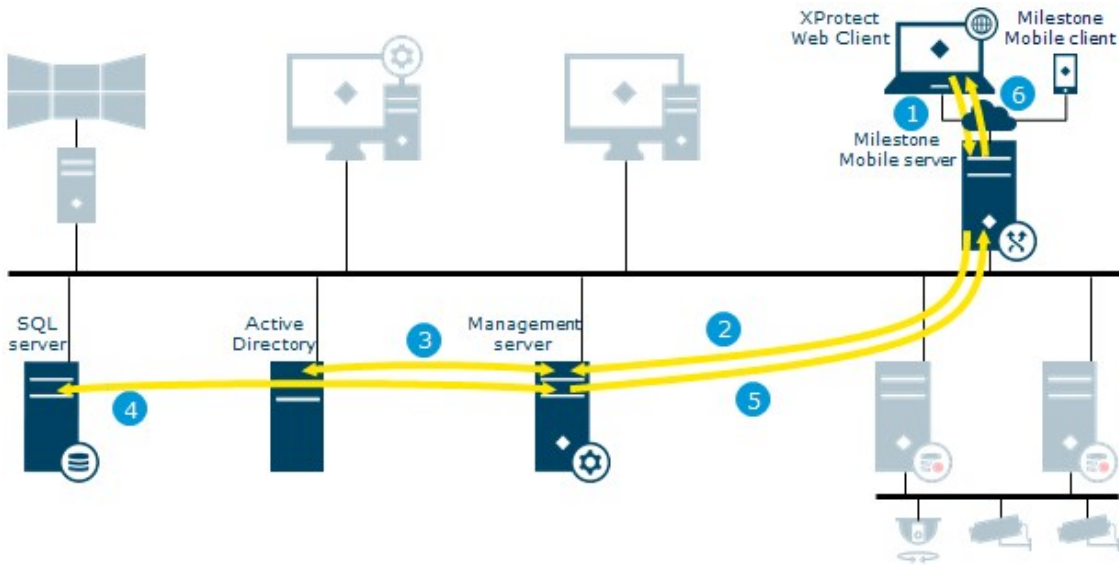 XProtect
Web Client
Milestone
Mobile client
1
6
Milestone
Mobile server
SQL
server
Active
Directory
Management
server
2
3
4
5